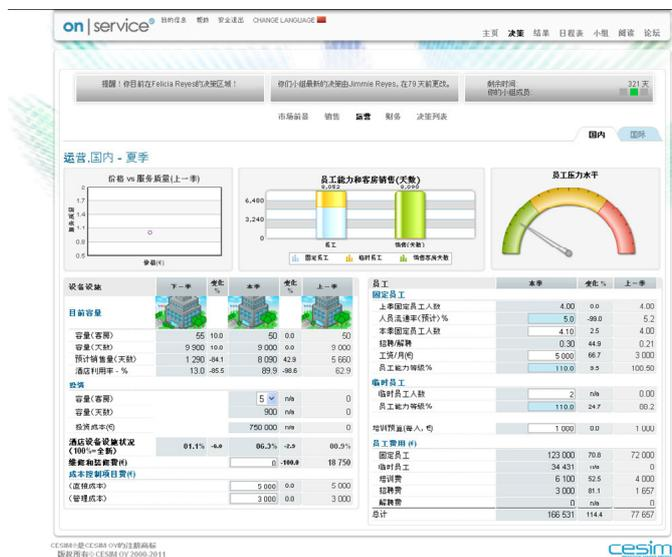 on | service® 我的信息 帮助 安全退出 CHANGE LANGUAGE
主页 决策 结果 日程表 小组 阅读 论坛
提醒！你目前在Felicia Reyes的决策区域！
你们小组最新的决策由Jimmie Reyes, 在79 天前更改。
剩余时间: 321 天
你的小组成员:
市场前景 销售 运营 财务 决策列表
国内 国际
运营,国内 - 夏季
价格 vs 服务质量(上一季)
2
1.7
1.4
1.1
0.8
0.5
价格(€)
员工能力和客房销售(天数)
8,082 8,090
6,480
3,240
0
员工 销售(天数)
固定员工 临时员工 销售客房天数
员工压力水平
设备设施 下一季 变化 % 本季 变化 % 上一季
目前容量
容量(客房) 55 10.0 50 0.0 50
容量(天数) 9 900 10.0 9 000 0.0 9 000
预计销售量(天数) 1 290 -84.1 8 090 42.9 5 660
酒店利用率 - % 13.0 -85.5 89.9 -98.6 62.9
投资
容量(客房) 5 n/a 0
容量(天数) 900 n/a 0
投资成本(€) 750 000 n/a 0
酒店设备设施状况 (100%=全新) 81.1% -6.0 86.3% -2.9 88.9%
维修和装修费(€) 0 -100.0 18 750
成本控制项目费(€)
(直接成本) 5 000 0.0 5 000
(管理成本) 3 000 0.0 3 000
员工 本季 变化 % 上一季
固定员工
上季固定员工人数 4.00 0.0 4.00
人员流速率(预计)% 5.0 -99.0 5.2
本季固定员工人数 4.10 2.5 4.00
招聘/解聘 0.30 44.9 0.21
工资/月(€) 5 000 66.7 3 000
员工能力等级% 110.0 9.5 100.50
临时员工
临时员工人数 2 n/a 0.00
员工能力等级% 110.0 24.7 88.2
培训预算(每人, €) 1 000 0.0 1 000
员工费用 (€)
固定员工 123 000 70.8 72 000
临时员工 34 431 n/a 0
培训费 6 100 52.5 4 000
招聘费 3 000 81.1 1 657
解聘费 0 n/a 0
总计 166 531 114.4 77 657
CESIM®是CESIM OY的注册商标
版权所有©CESIM OY 2000-2011
cesim